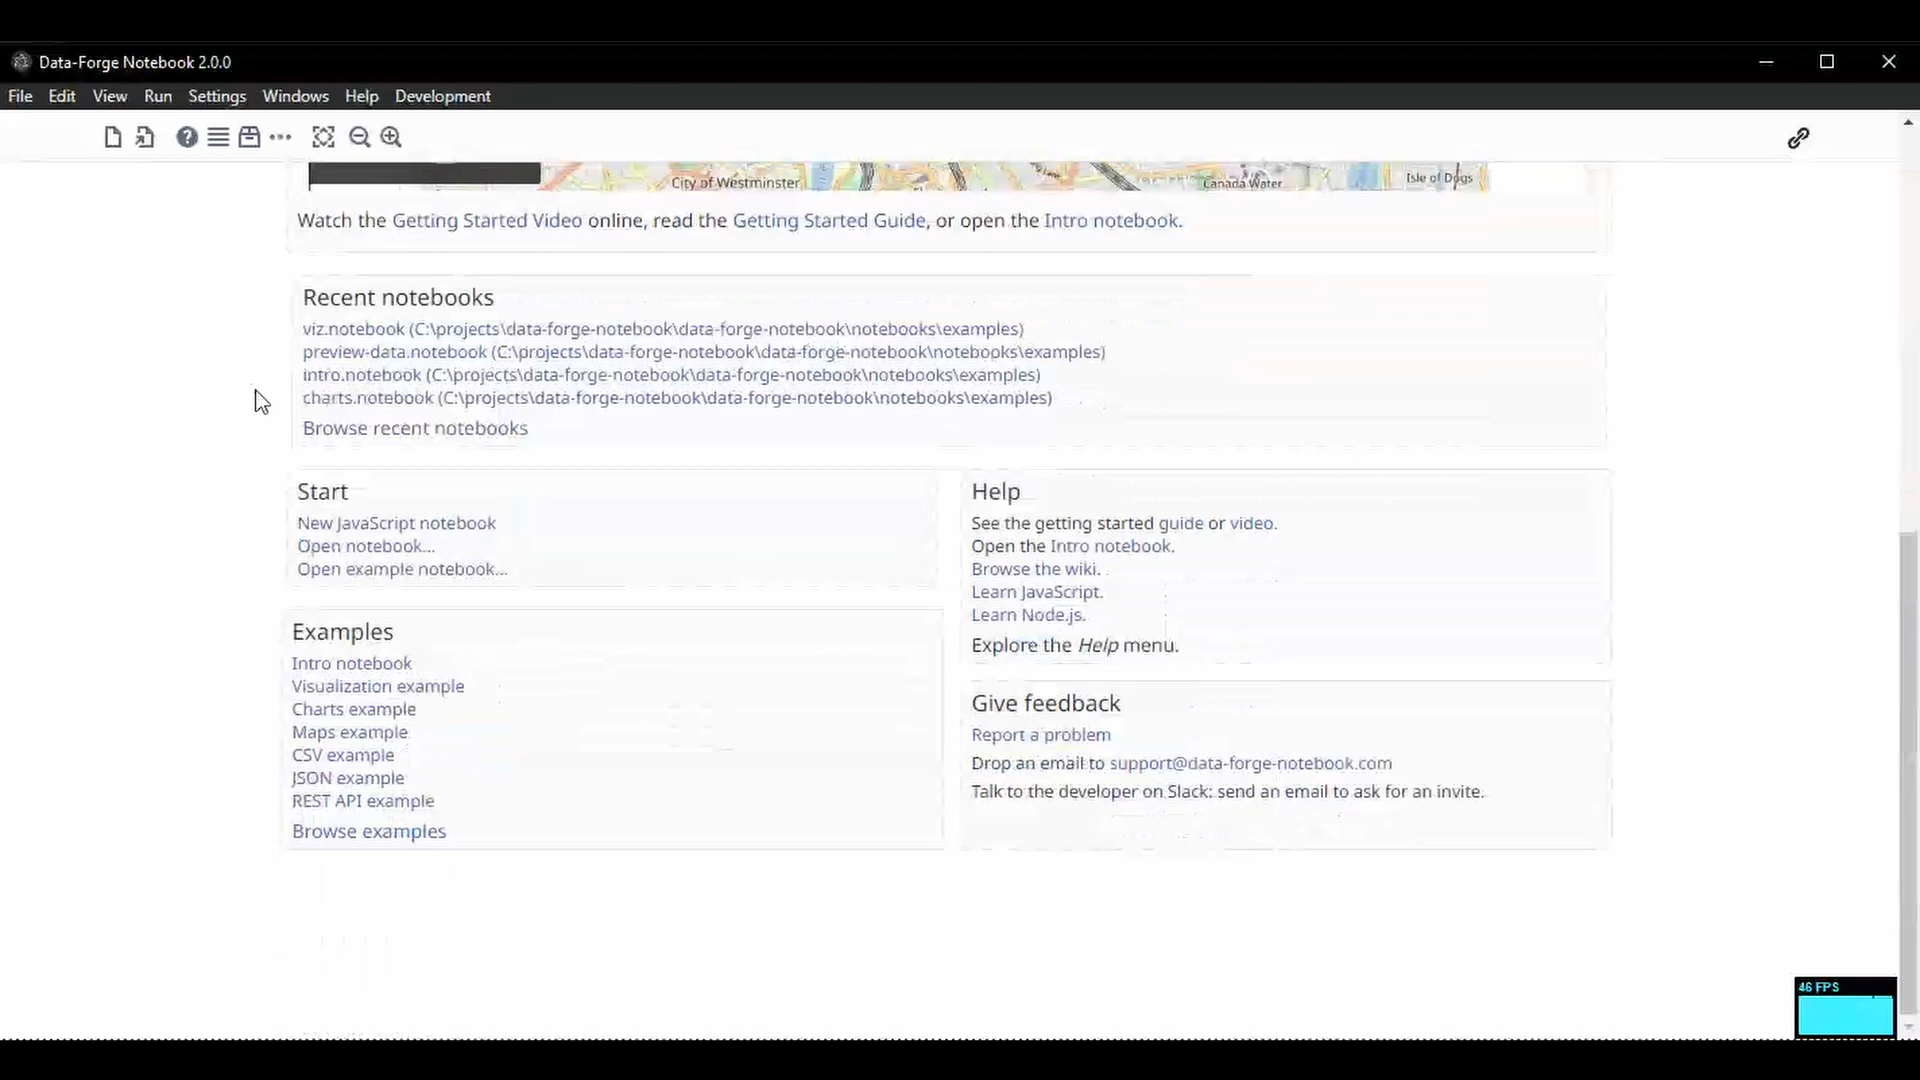 Data-Forge Notebook 2.0.0
File Edit View Run Settings Windows Help Development
City of Westminster
Canada Water
Isle of Dogs
Watch the Getting Started Video online, read the Getting Started Guide, or open the Intro notebook.
Recent notebooks
viz.notebook (C:\projects\data-forge-notebook\data-forge-notebook\notebooks\examples)
preview-data.notebook (C:\projects\data-forge-notebook\data-forge-notebook\notebooks\examples)
intro.notebook (C:\projects\data-forge-notebook\data-forge-notebook\notebooks\examples)
charts.notebook (C:\projects\data-forge-notebook\data-forge-notebook\notebooks\examples)
Browse recent notebooks
Start
New JavaScript notebook
Open notebook...
Open example notebook...
Examples
Intro notebook
Visualization example
Charts example
Maps example
CSV example
JSON example
REST API example
Browse examples
Help
See the getting started guide or video.
Open the Intro notebook.
Browse the wiki.
Learn JavaScript.
Learn Node.js.
Explore the Help menu.
Give feedback
Report a problem
Drop an email to support@data-forge-notebook.com
Talk to the developer on Slack: send an email to ask for an invite.
46 FPS